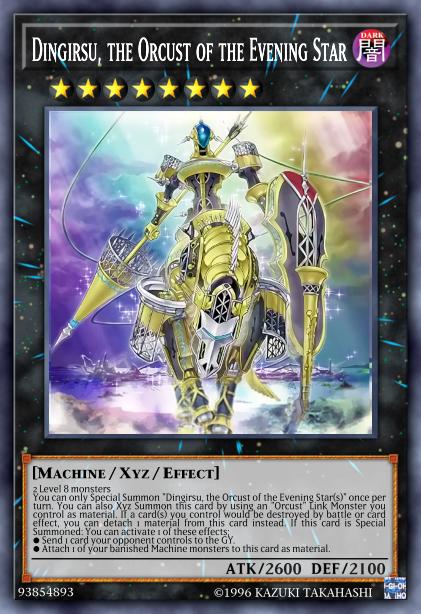 Dingirsu, the Orcust of the Evening Star
DARK
闇
[Machine / Xyz / Effect]
2 Level 8 monsters
You can only Special Summon "Dingirsu, the Orcust of the Evening Star(s)" once per
turn. You can also Xyz Summon this card by using an "Orcust" Link Monster you
control as material. If a card(s) you control would be destroyed by battle or card
effect, you can detach 1 material from this card instead. If this card is Special
Summoned: You can activate 1 of these effects;
● Send 1 card your opponent controls to the GY.
● Attach 1 of your banished Machine monsters to this card as material.
ATK/2600 DEF/2100
93854893
©1996 KAZUKI TAKAHASHI